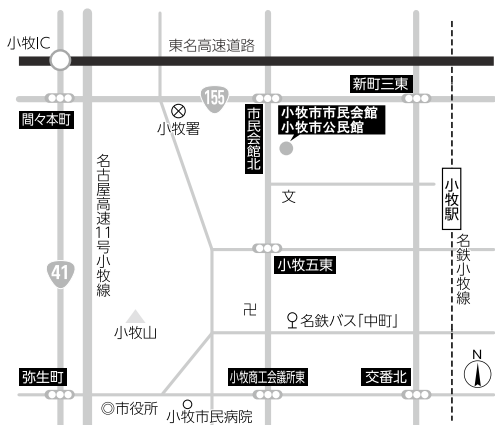 小牧IC
東名高速道路
新町三東
155
間々本町
小牧署
市民会館北
小牧市市民会館
小牧市公民館
名古屋高速11号小牧線
文
小牧駅
名鉄小牧線
小牧五東
41
卍
名鉄バス「中町」
小牧山
N
弥生町
小牧商工会議所東
交番北
◎市役所
小牧市民病院